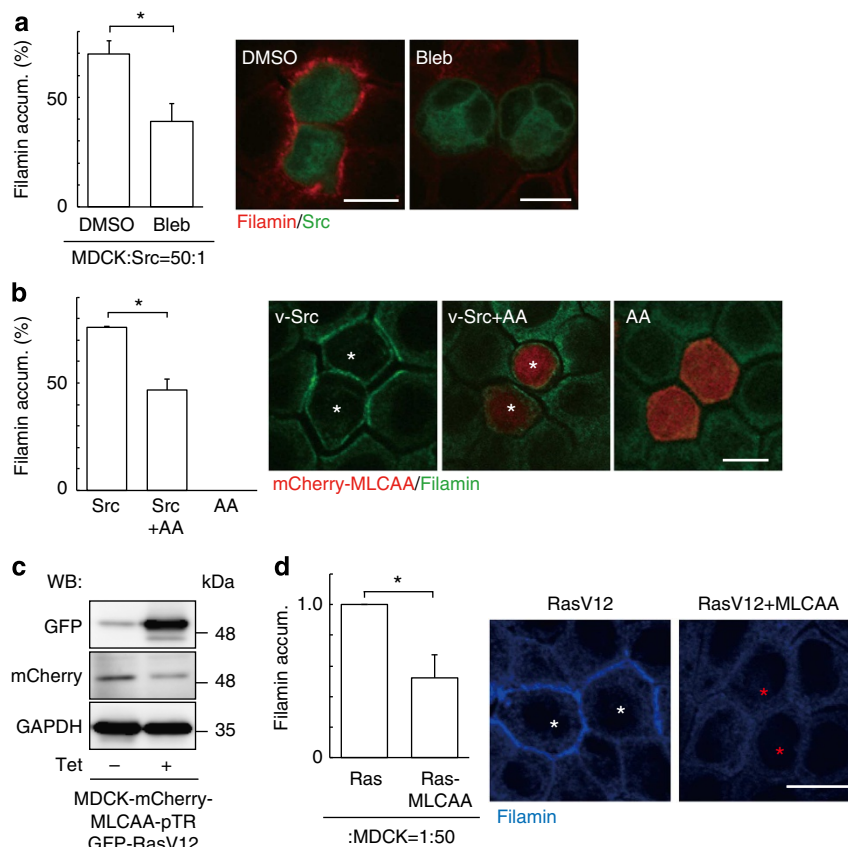 a
*
Filamin accum. (%)
50
0
DMSO
Bleb
MDCK:Src=50:1
DMSO
Bleb
Filamin/Src
b
*
Filamin accum. (%)
50
0
Src
Src
+AA
AA
v-Src
*
*
v-Src+AA
*
*
AA
mCherry-MLCAA/Filamin
c
WB:
kDa
GFP
48
mCherry
48
GAPDH
35
Tet
– +
MDCK-mCherry-
MLCAA-pTR
GFP-RasV12
d
*
Filamin accum.
1.0
0
Ras
Ras-
MLCAA
:MDCK=1:50
RasV12
*
*
RasV12+MLCAA
*
*
Filamin